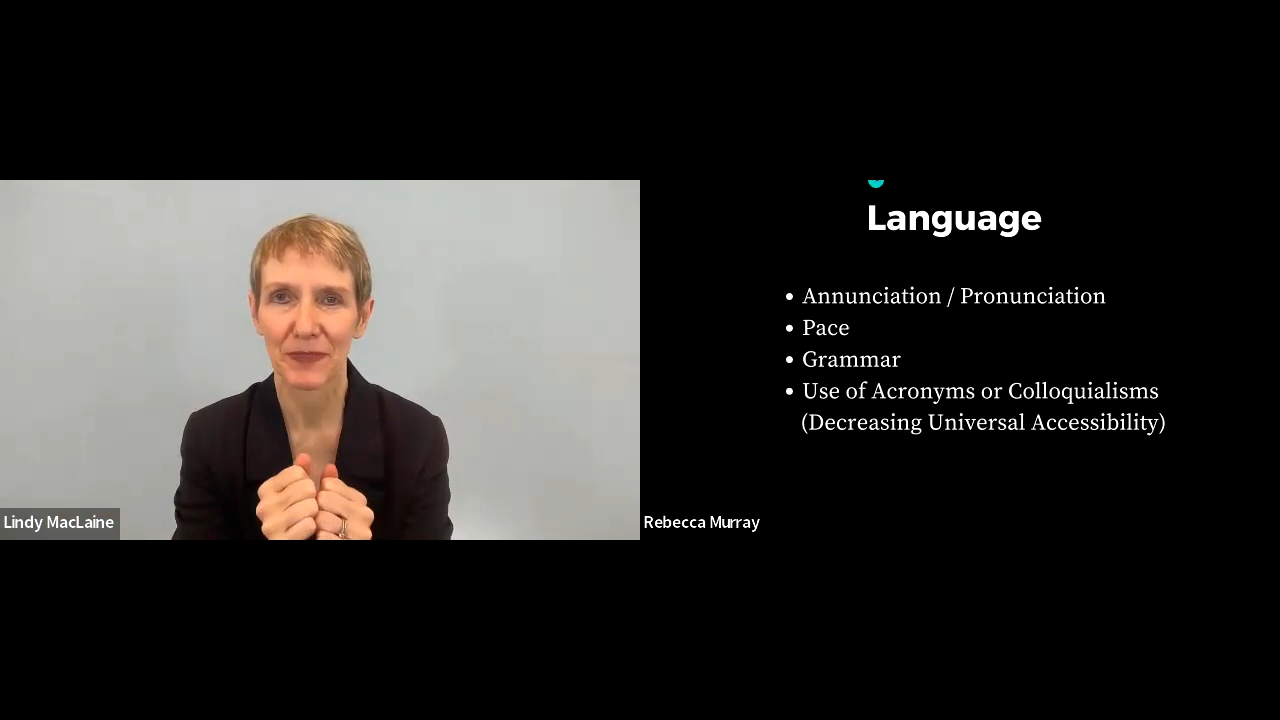 Language
• Annunciation / Pronunciation
• Pace
• Grammar
• Use of Acronyms or Colloquialisms
(Decreasing Universal Accessibility)
Lindy MacLaine
Rebecca Murray